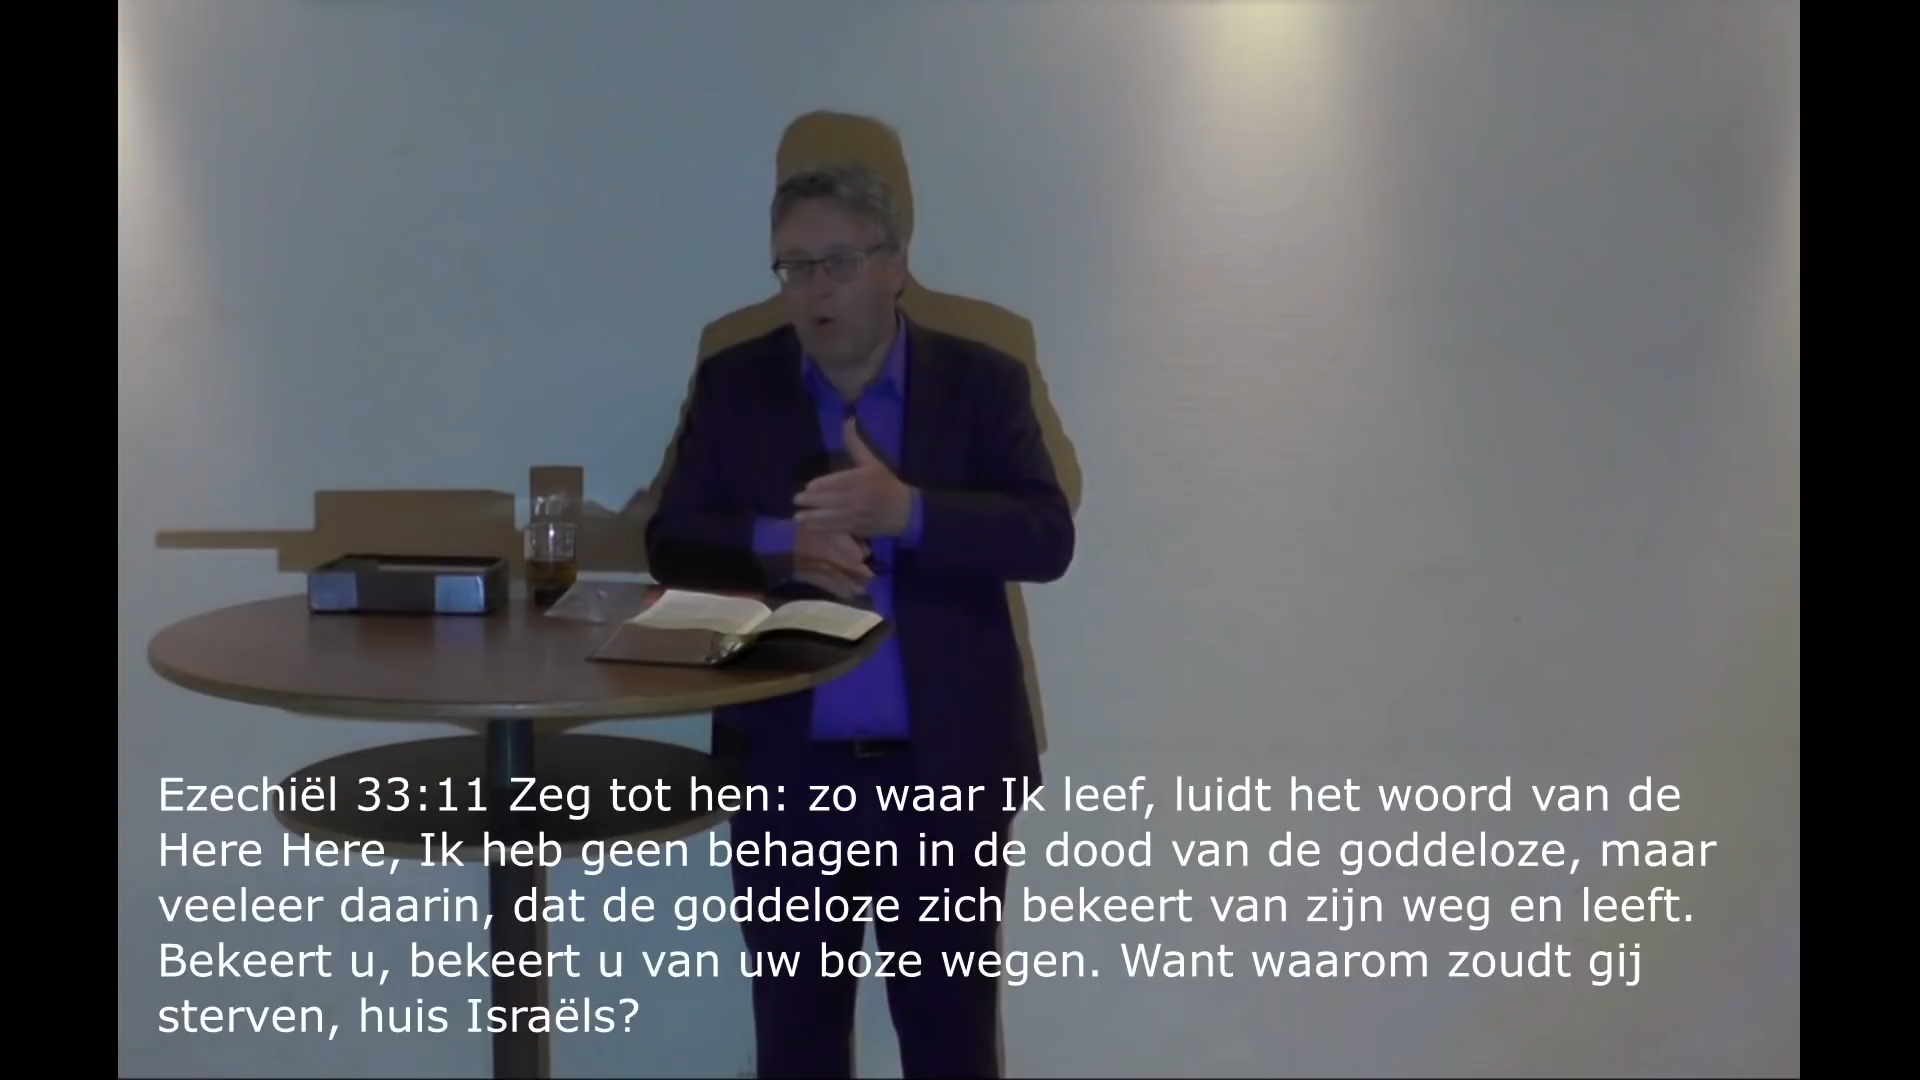 Ezechiël 33:11 Zeg tot hen: zo waar Ik leef, luidt het woord van de
Here Here, Ik heb geen behagen in de dood van de goddeloze, maar
veeleer daarin, dat de goddeloze zich bekeert van zijn weg en leeft.
Bekeert u, bekeert u van uw boze wegen. Want waarom zoudt gij
sterven, huis Israëls?